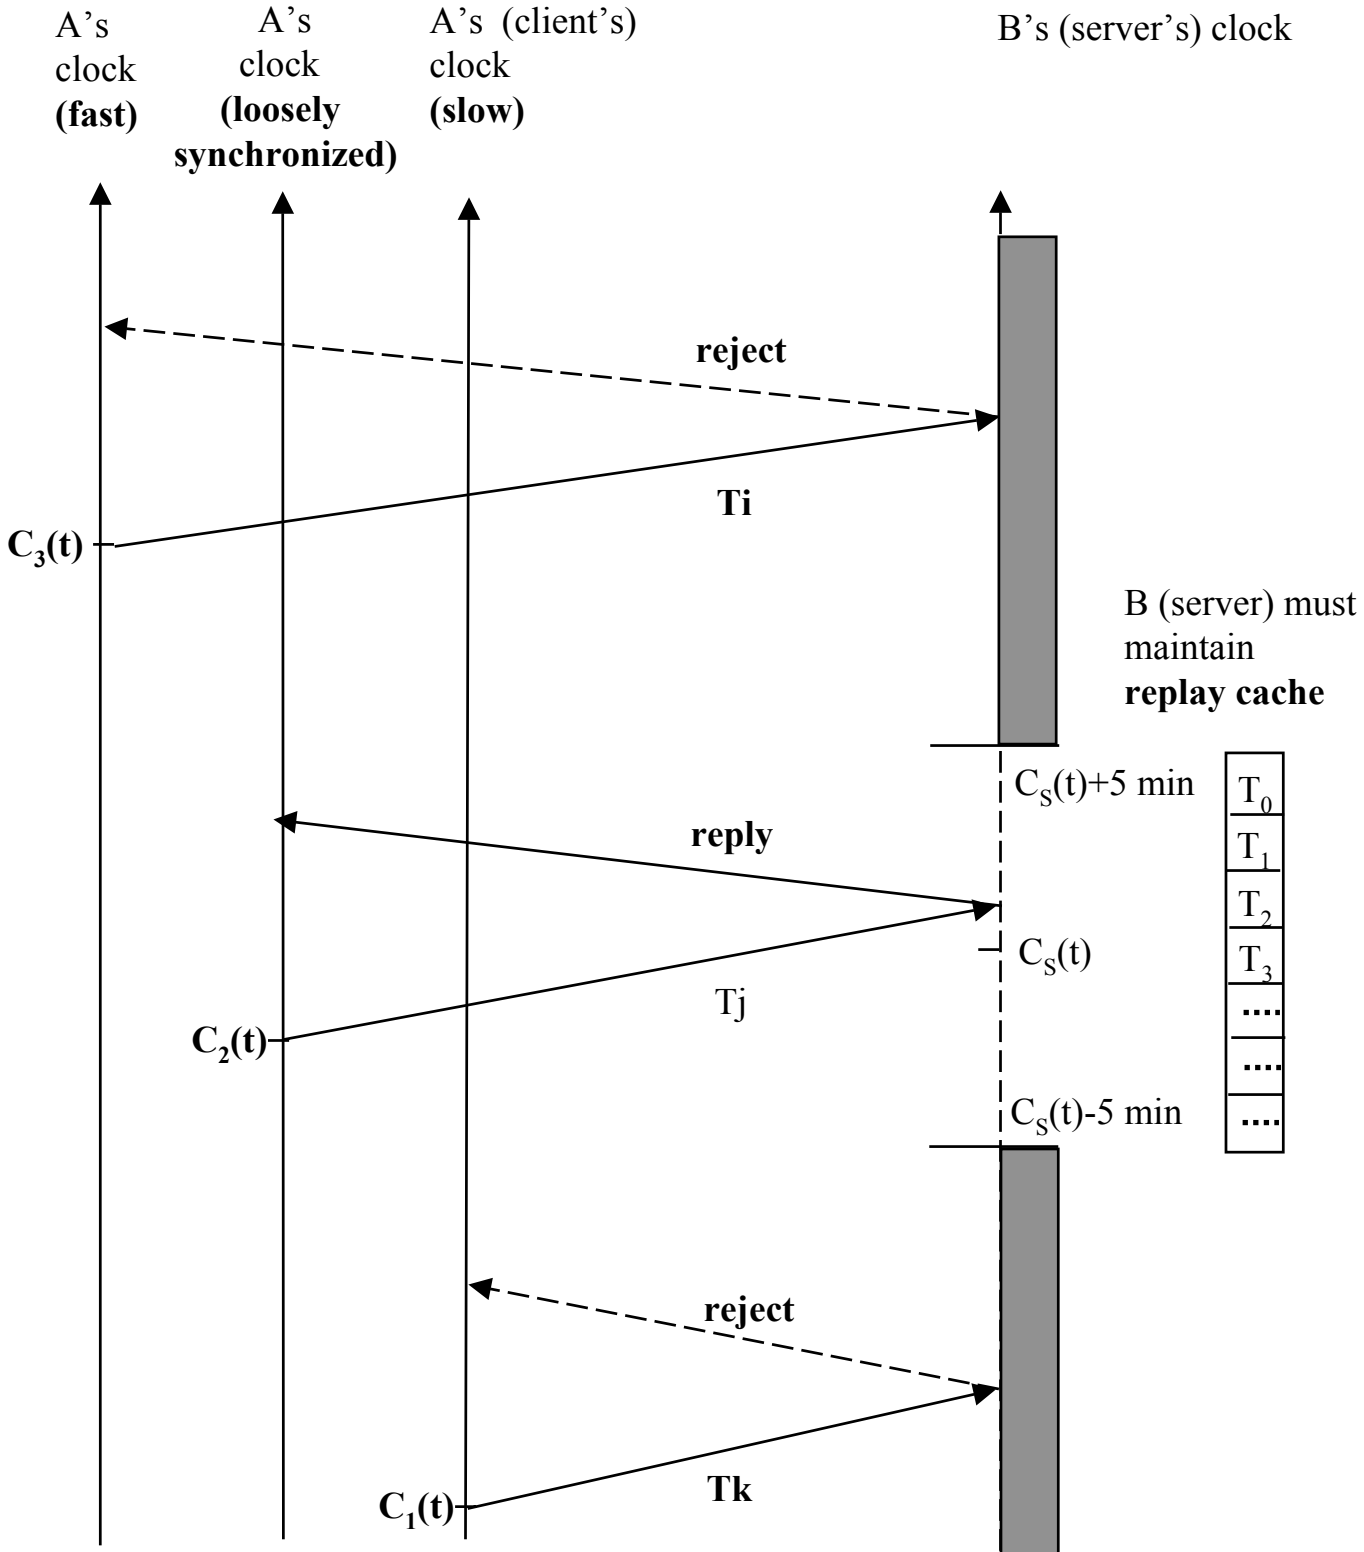 A's
clock
(fast)
A's
clock
(loosely
synchronized)
A's (client's)
clock
(slow)
B's (server's) clock
reject
Ti
C3(t)
B (server) must
maintain
replay cache
CS(t)+5 min
T0
reply
T1
T2
CS(t)
T3
Tj
....
C2(t)
....
CS(t)-5 min
....
reject
Tk
C1(t)